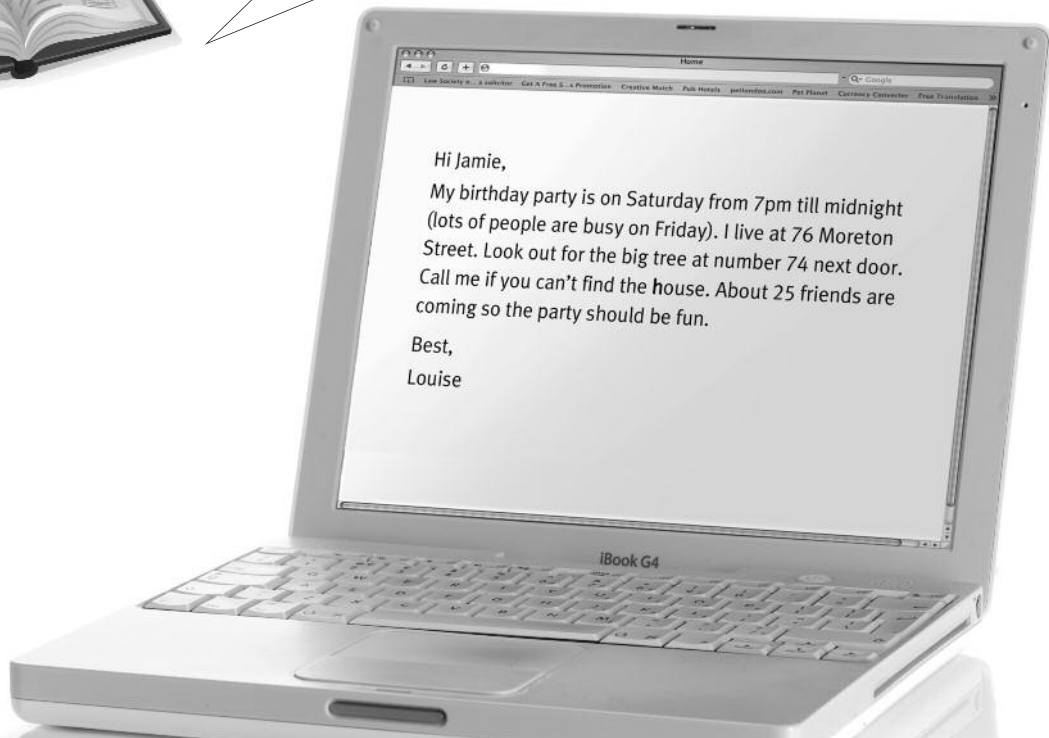 Home
Google
Law Society o... a solicitor Get A Free S...s Promotion Creative Match Pub Hotels petlondon.com Pet Planet Currency Converter Free Translation
Hi Jamie,
My birthday party is on Saturday from 7pm till midnight
(lots of people are busy on Friday). I live at 76 Moreton
Street. Look out for the big tree at number 74 next door.
Call me if you can't find the house. About 25 friends are
coming so the party should be fun.
Best,
Louise
iBook G4